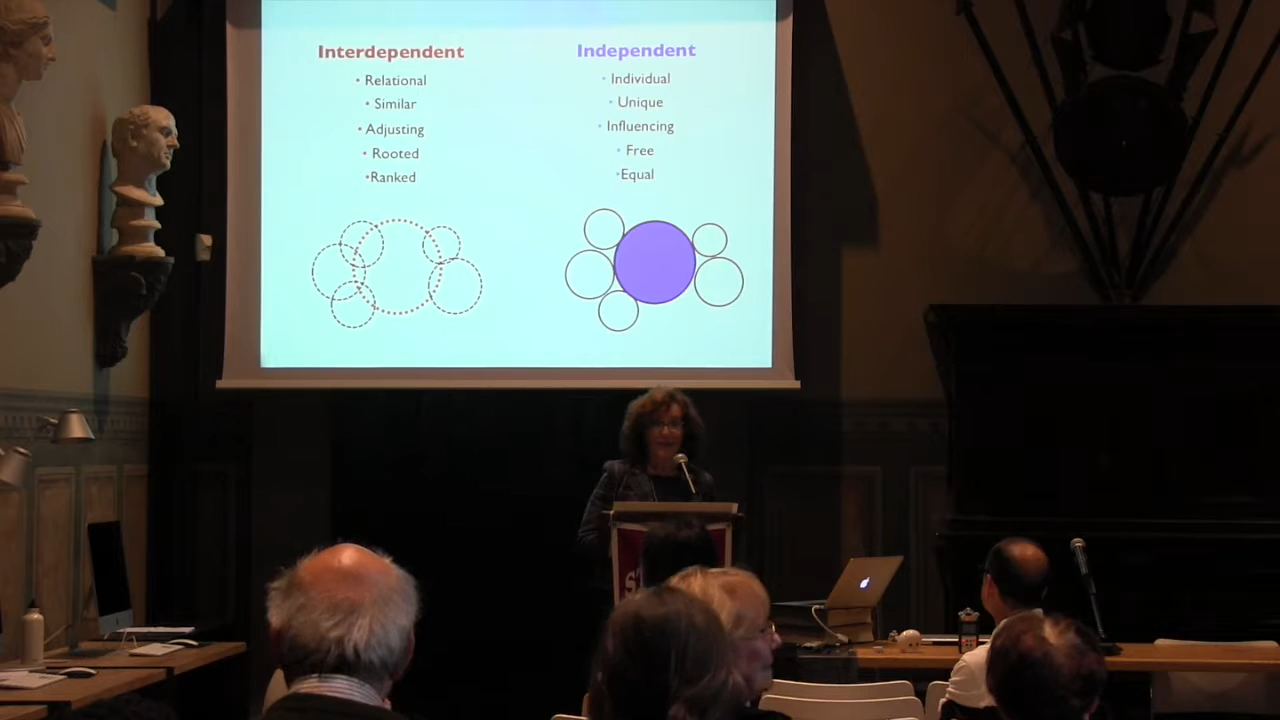 Interdependent
• Relational
• Similar
• Adjusting
• Rooted
• Ranked
Independent
• Individual
• Unique
• Influencing
• Free
• Equal